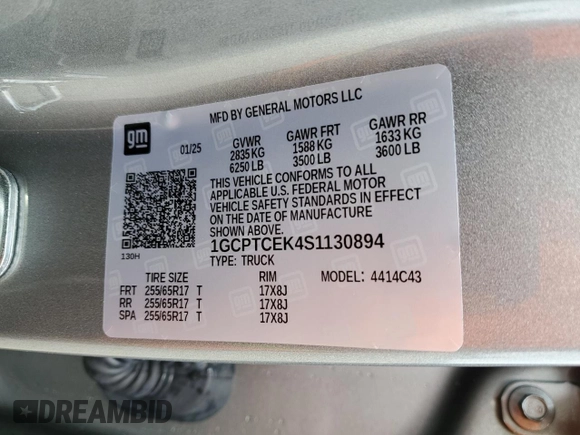 MFD BY GENERAL MOTORS LLC
gm
01/25 GVWR GAWR FRT GAWR RR
2835 KG 1588 KG 1633 KG
6250 LB 3500 LB 3600 LB
THIS VEHICLE CONFORMS TO ALL
APPLICABLE U.S. FEDERAL MOTOR
VEHICLE SAFETY STANDARDS IN EFFECT
ON THE DATE OF MANUFACTURE
SHOWN ABOVE.
130H
1GCPTCEK4S1130894
TYPE: TRUCK
TIRE SIZE RIM MODEL: 4414C43
FRT 255/65R17 T 17X8J
RR 255/65R17 T 17X8J
SPA 255/65R17 T 17X8J
DREAMBID